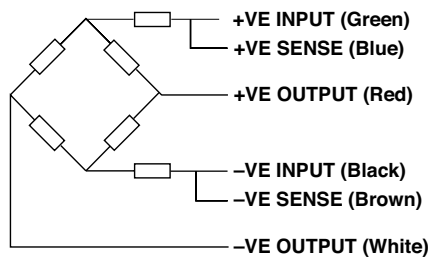 +VE INPUT (Green)
+VE SENSE (Blue)
+VE OUTPUT (Red)
–VE INPUT (Black)
–VE SENSE (Brown)
–VE OUTPUT (White)